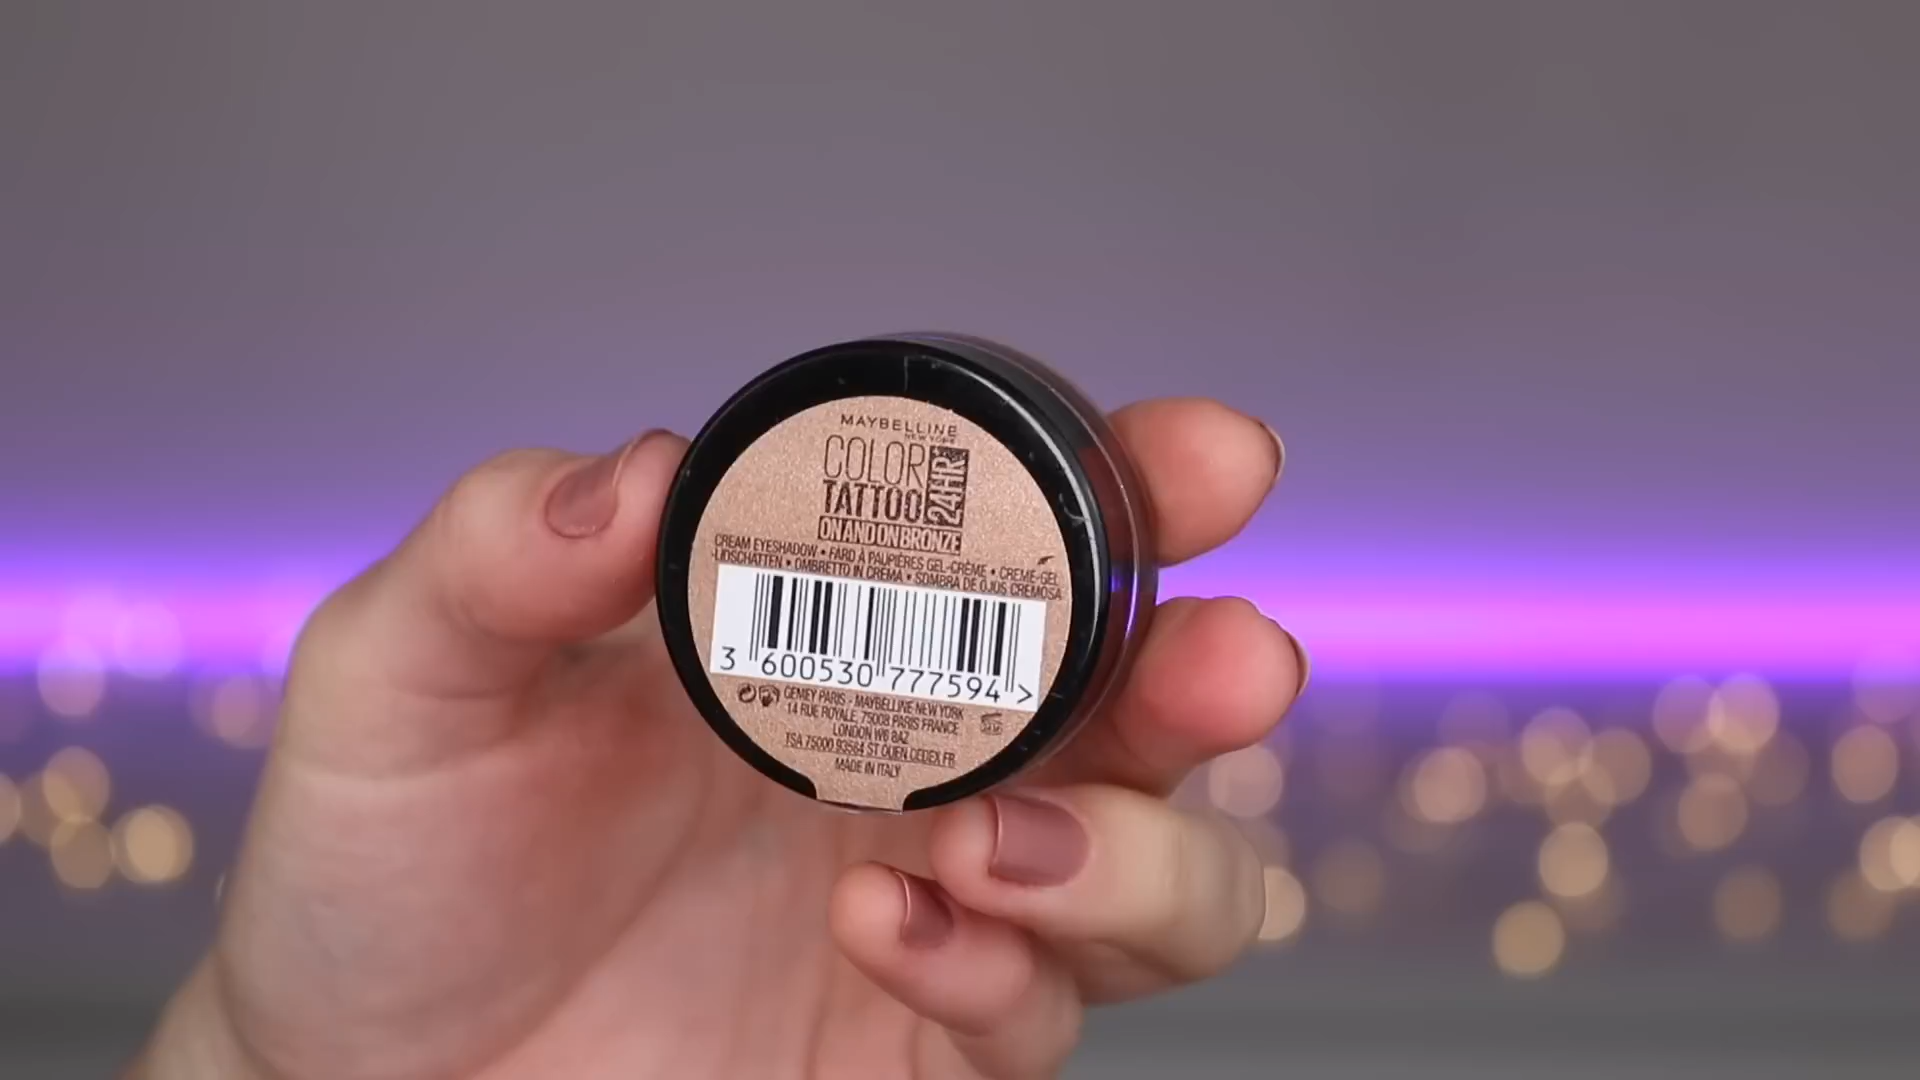 MAYBELLINE
NEW YORK
COLOR
TATTOO
24HR
ON AND ON BRONZE
CREAM EYESHADOW • FARD À PAUPIÈRES GEL-CRÈME • CREME-GEL
-LIDSCHATTEN • OMBRETTO IN CREMA • SOMBRA DE OJOS CREMOSA
3 600530 777594 >
GEMEY PARIS - MAYBELLINE NEW YORK
14 RUE ROYALE, 75008 PARIS FRANCE
LONDON W6 8AZ
TSA 75000 93584 ST OUEN CEDEX.FR
MADE IN ITALY